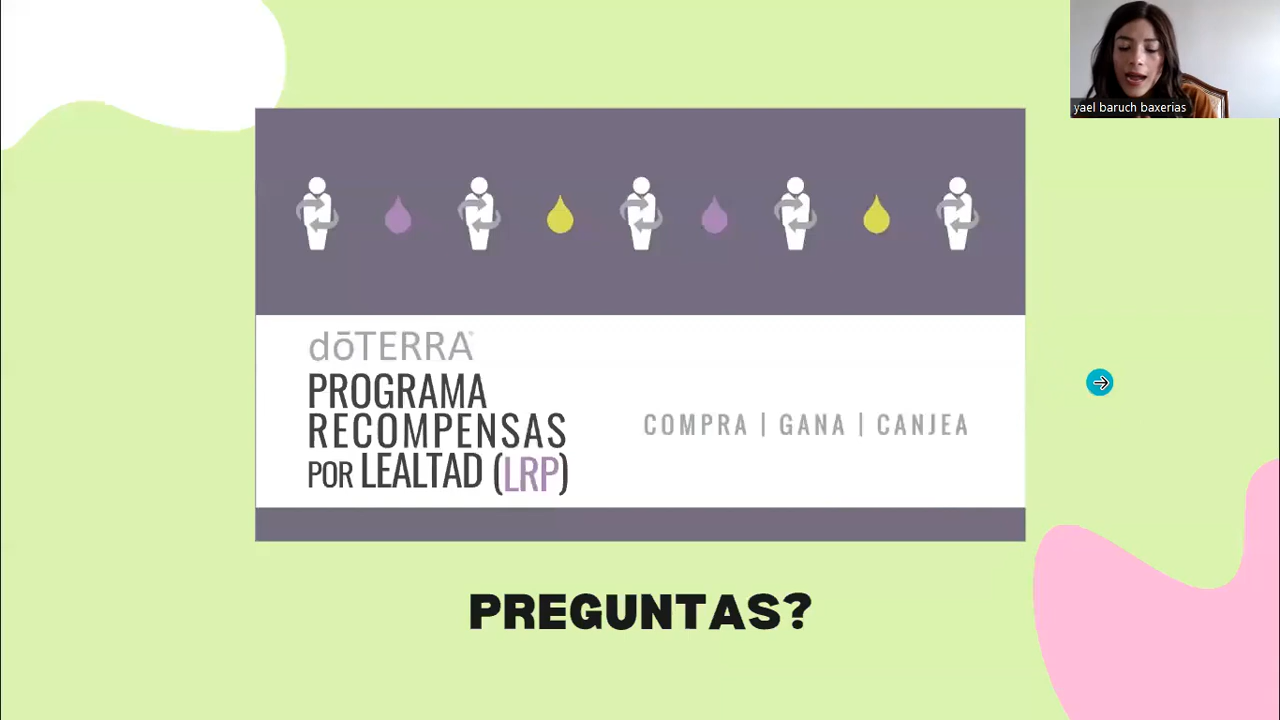 yael baruch baxerias
dōTERRA®
PROGRAMA
RECOMPENSAS
POR LEALTAD (LRP)
COMPRA | GANA | CANJEA
PREGUNTAS?